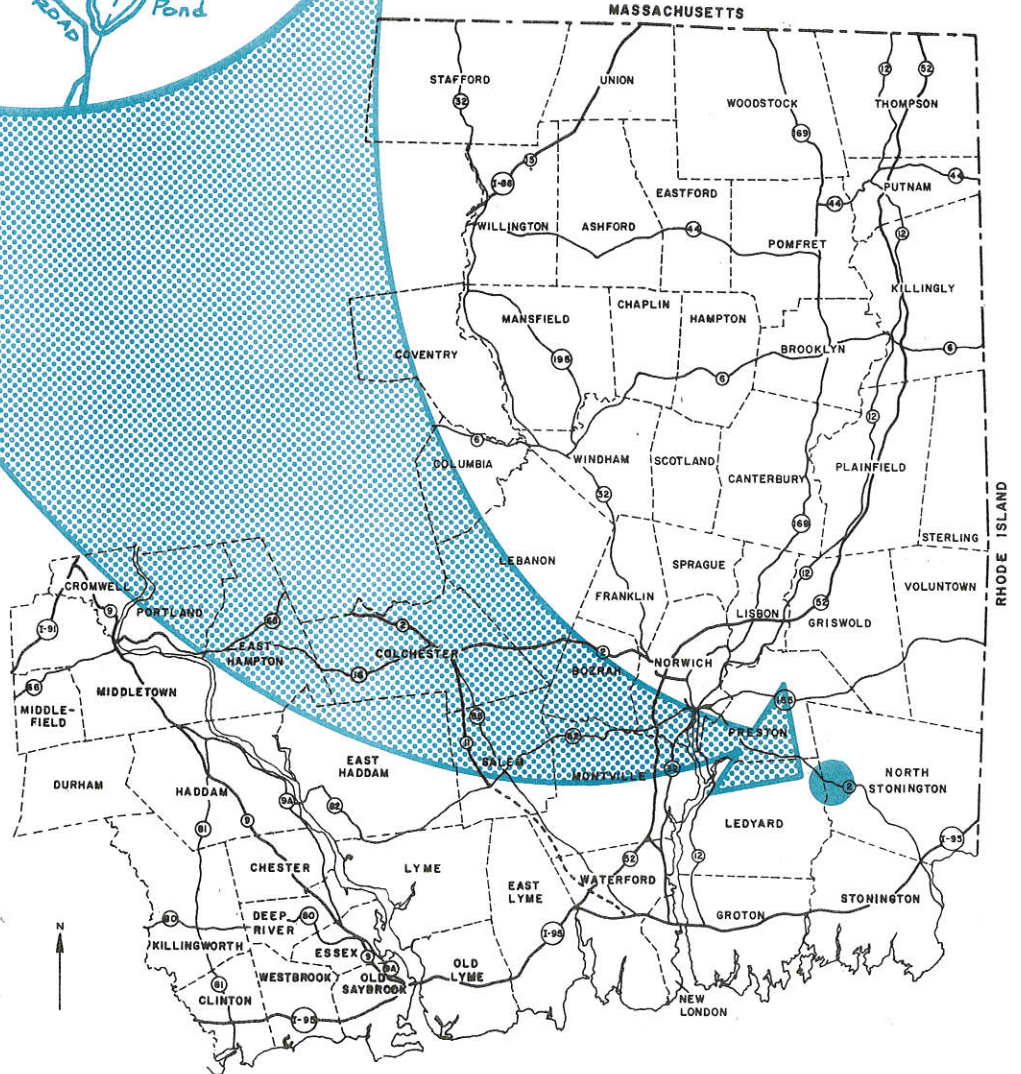 MASSACHUSETTS
Pond
ROAD
STAFFORD
32
UNION
WOODSTOCK
169
12
52
THOMPSON
15
I-86
EASTFORD
44
PUTNAM
44
WILLINGTON
ASHFORD
44
POMFRET
12
KILLINGLY
CHAPLIN
MANSFIELD
HAMPTON
195
COVENTRY
BROOKLYN
6
6
12
6
COLUMBIA
WINDHAM
SCOTLAND
CANTERBURY
PLAINFIELD
32
169
RHODE ISLAND
STERLING
LEBANON
SPRAGUE
12
CROMWELL
9
PORTLAND
FRANKLIN
VOLUNTOWN
I-91
LISBON
52
GRISWOLD
2
EAST
HAMPTON
16
COLCHESTER
2
BOZRAH
NORWICH
66
MIDDLETOWN
MIDDLE-
FIELD
11
82
165
PRESTON
EAST
HADDAM
SALEM
MONTVILLE
32
NORTH
STONINGTON
2
DURHAM
HADDAM
9A
82
LEDYARD
81
9
I-95
CHESTER
LYME
52
12
EAST
LYME
WATERFORD
STONINGTON
80
DEEP
RIVER
80
GROTON
N
KILLINGWORTH
ESSEX
9
9A
I-95
OLD
LYME
WESTBROOK
OLD
SAYBROOK
81
CLINTON
I-95
NEW
LONDON